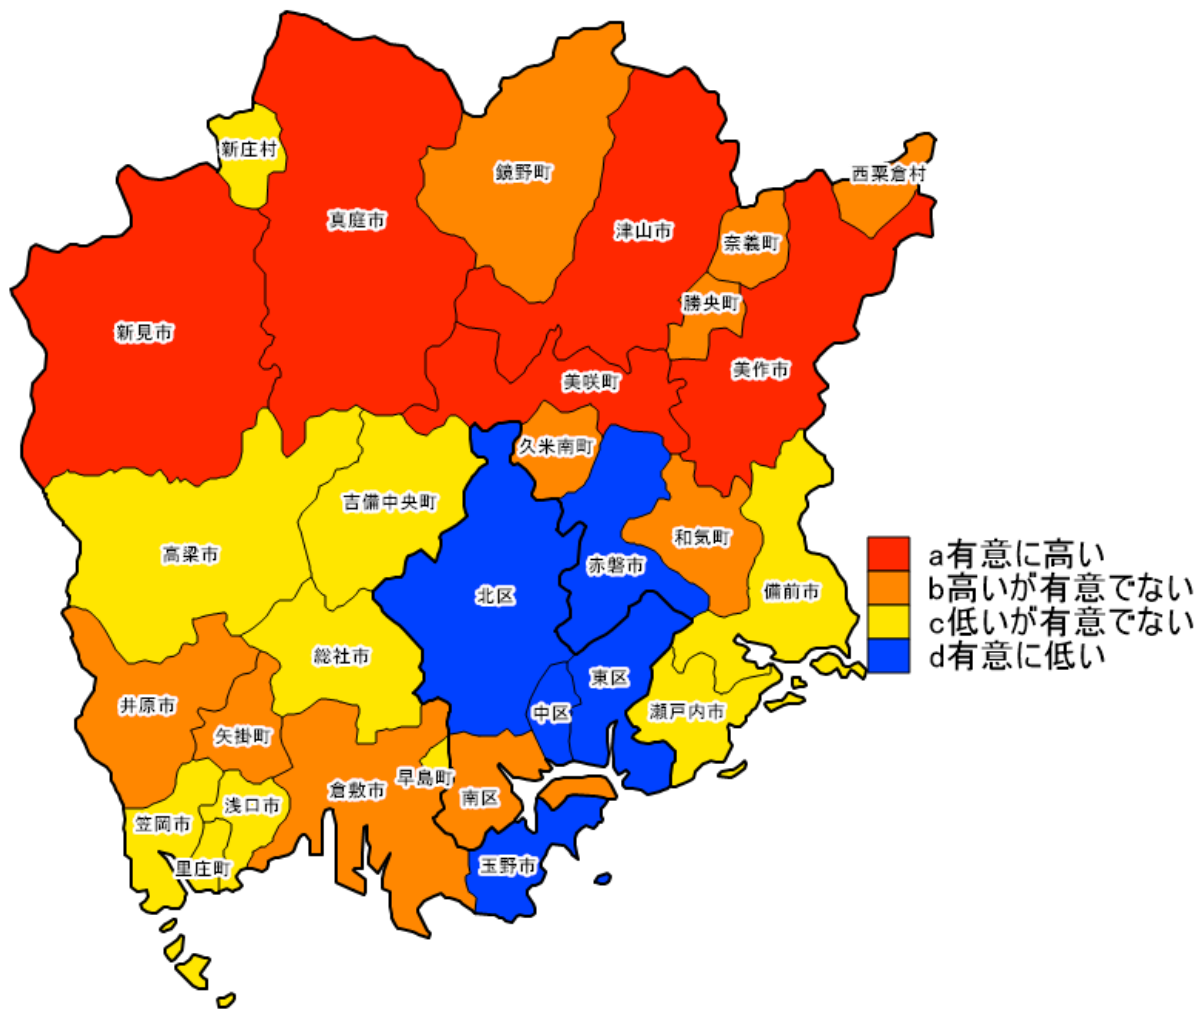 新庄村
鏡野町
西粟倉村
真庭市
津山市
奈義町
勝央町
新見市
美作市
美咲町
久米南町
吉備中央町
高梁市
和気町
赤磐市
備前市
北区
総社市
東区
井原市
中区
瀬戸内市
矢掛町
早島町
倉敷市
南区
浅口市
笠岡市
里庄町
玉野市
a有意に高い
b高いが有意でない
c低いが有意でない
d有意に低い